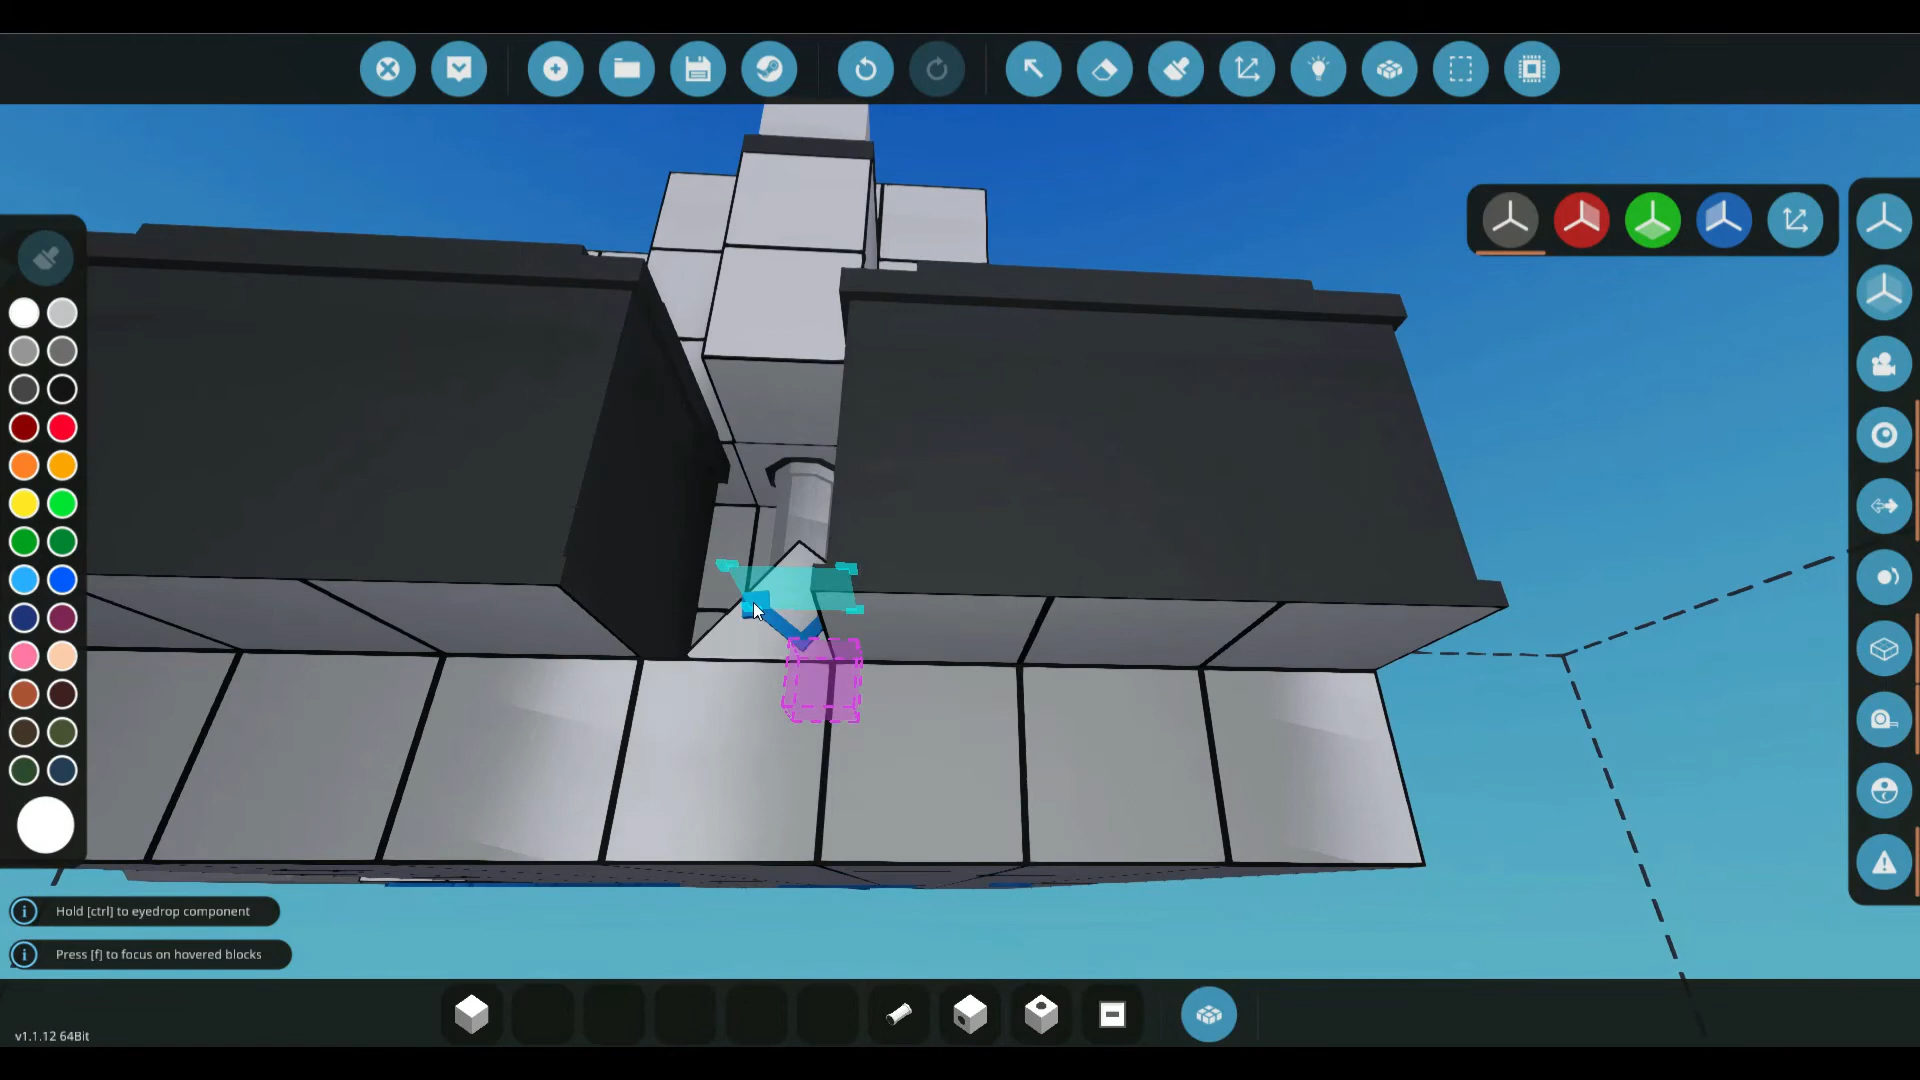 Hold [ctrl] to eyedrop component
Press [f] to focus on hovered blocks
v1.1.12 64Bit